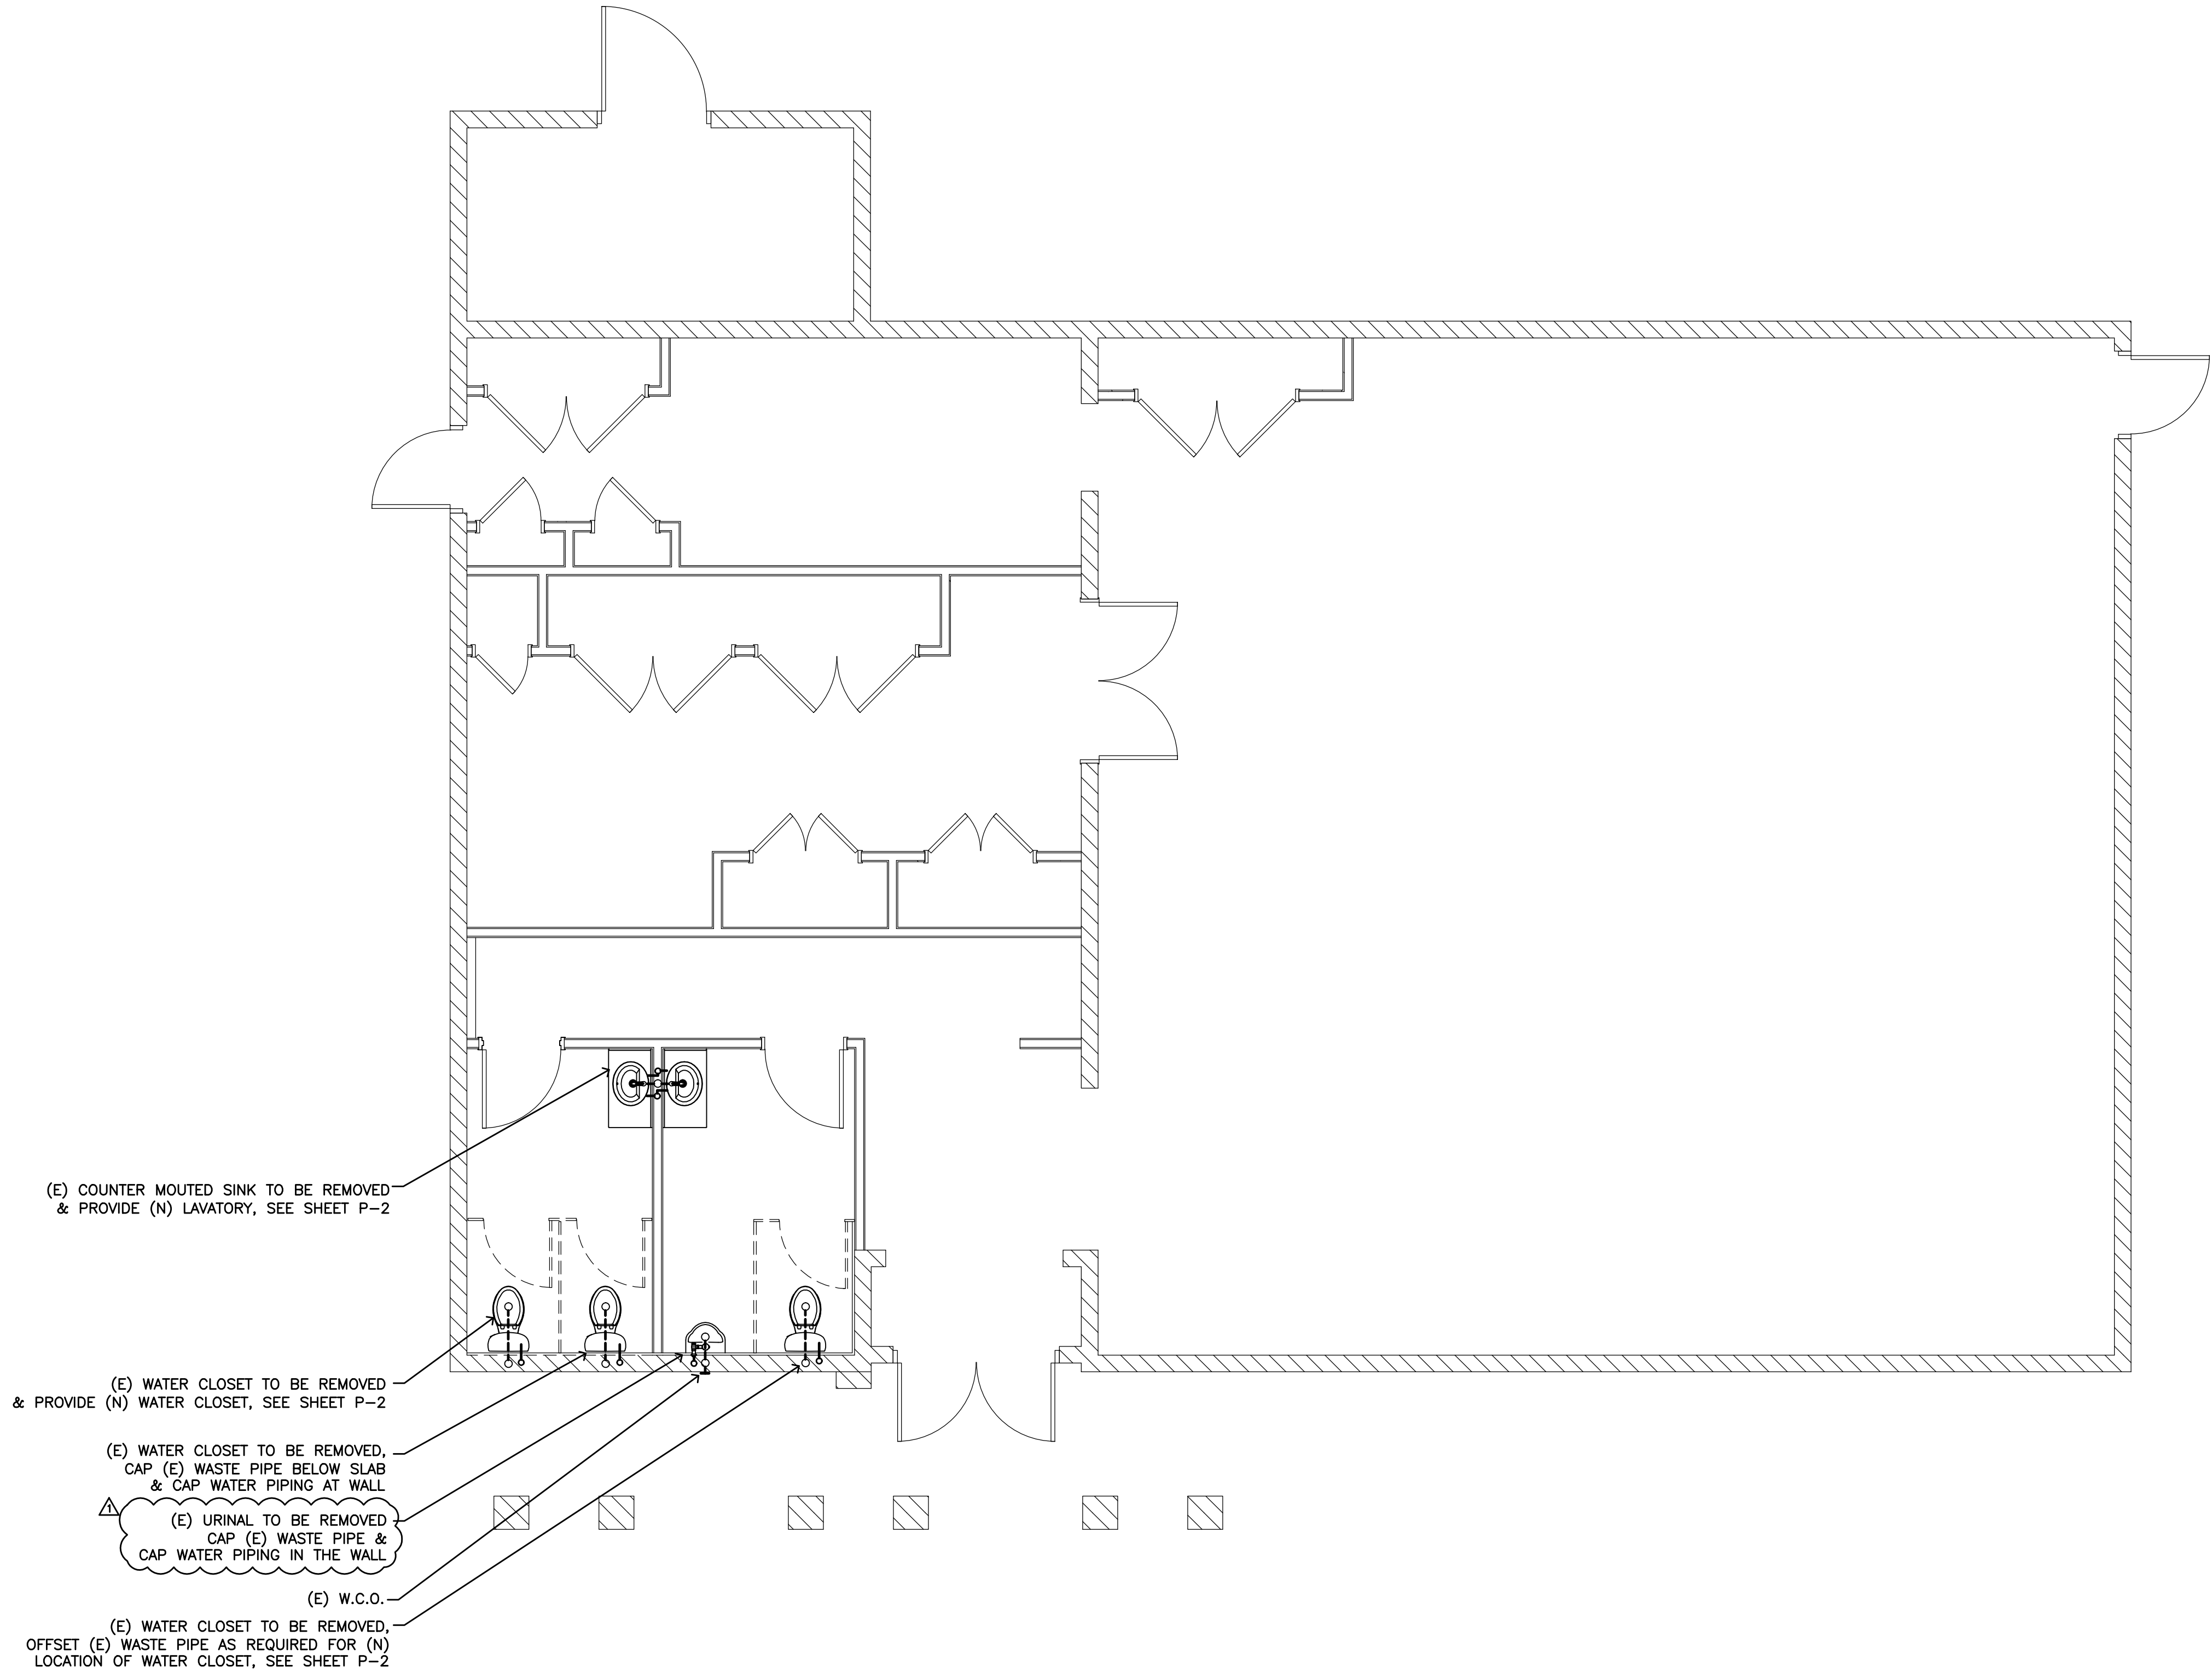 (E) COUNTER MOUTED SINK TO BE REMOVED
& PROVIDE (N) LAVATORY, SEE SHEET P-2
(E) WATER CLOSET TO BE REMOVED
& PROVIDE (N) WATER CLOSET, SEE SHEET P-2
(E) WATER CLOSET TO BE REMOVED,
CAP (E) WASTE PIPE BELOW SLAB
& CAP WATER PIPING AT WALL
1
(E) URINAL TO BE REMOVED
CAP (E) WASTE PIPE &
CAP WATER PIPING IN THE WALL
(E) W.C.O.
(E) WATER CLOSET TO BE REMOVED,
OFFSET (E) WASTE PIPE AS REQUIRED FOR (N)
LOCATION OF WATER CLOSET, SEE SHEET P-2